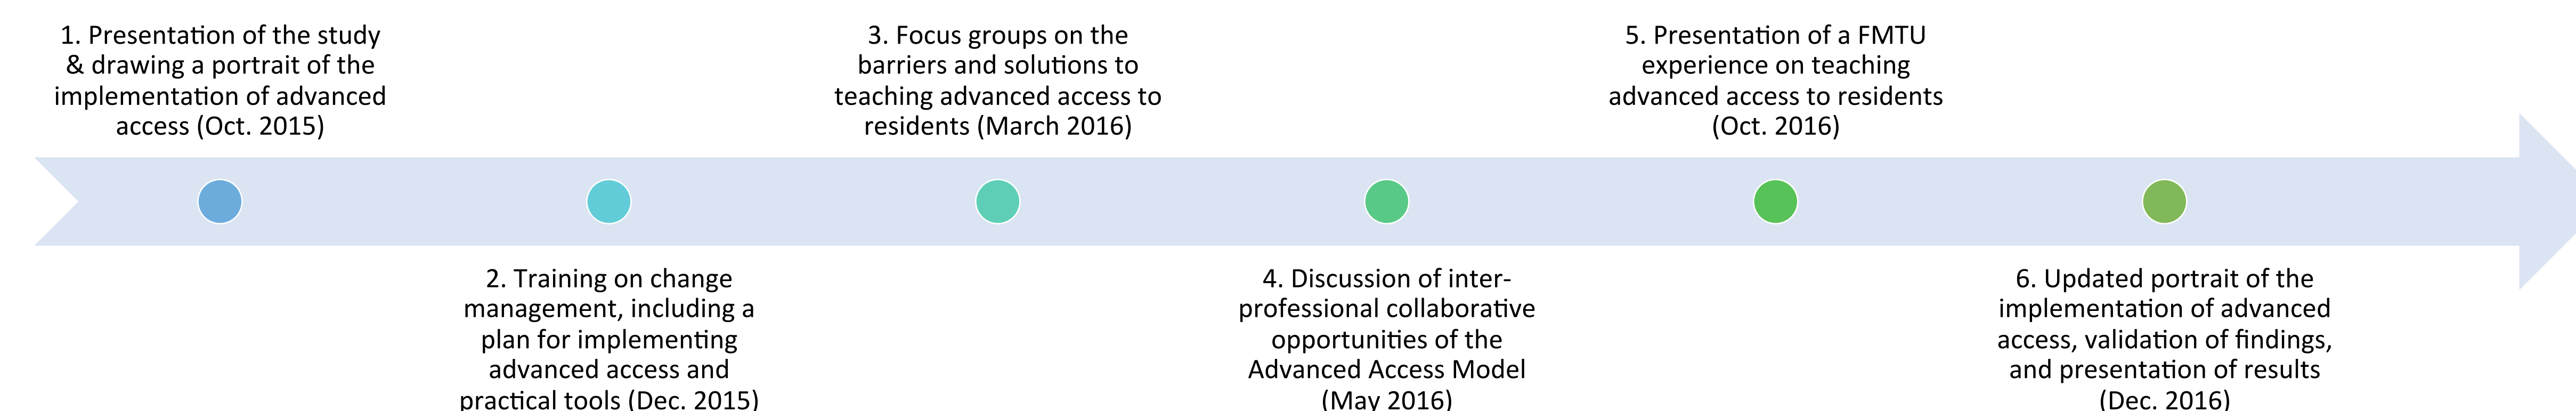 1. Presentation of the study
& drawing a portrait of the
implementation of advanced
access (Oct. 2015)
2. Training on change
management, including a
plan for implementing
advanced access and
practical tools (Dec. 2015)
3. Focus groups on the
barriers and solutions to
teaching advanced access to
residents (March 2016)
4. Discussion of inter-
professional collaborative
opportunities of the
Advanced Access Model
(May 2016)
5. Presentation of a FMTU
experience on teaching
advanced access to residents
(Oct. 2016)
6. Updated portrait of the
implementation of advanced
access, validation of findings,
and presentation of results
(Dec. 2016)